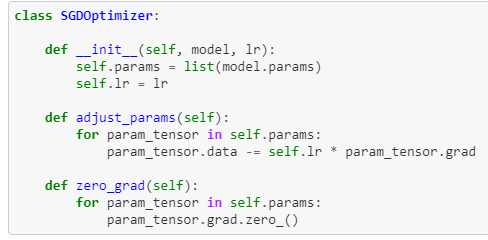 class SGDOptimizer:
    def __init__(self, model, lr):
        self.params = list(model.params)
        self.lr = lr
    def adjust_params(self):
        for param_tensor in self.params:
            param_tensor.data -= self.lr * param_tensor.grad
    def zero_grad(self):
        for param_tensor in self.params:
            param_tensor.grad.zero_()